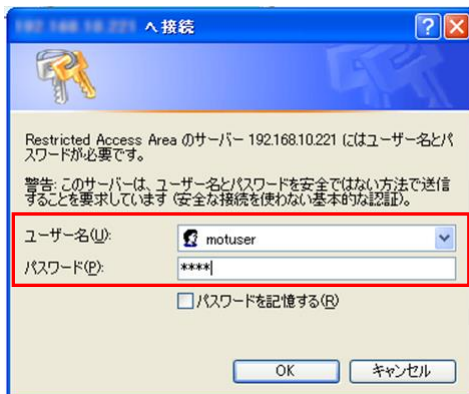 へ接続
Restricted Access Area のサーバー 192.168.10.221 にはユーザー名とパ
スワードが必要です。
警告: このサーバーは、ユーザー名とパスワードを安全ではない方法で送信
することを要求しています (安全な接続を使わない基本的な認証)。
ユーザー名(U):
motuser
パスワード(P):
****
パスワードを記憶する(R)
OK
キャンセル